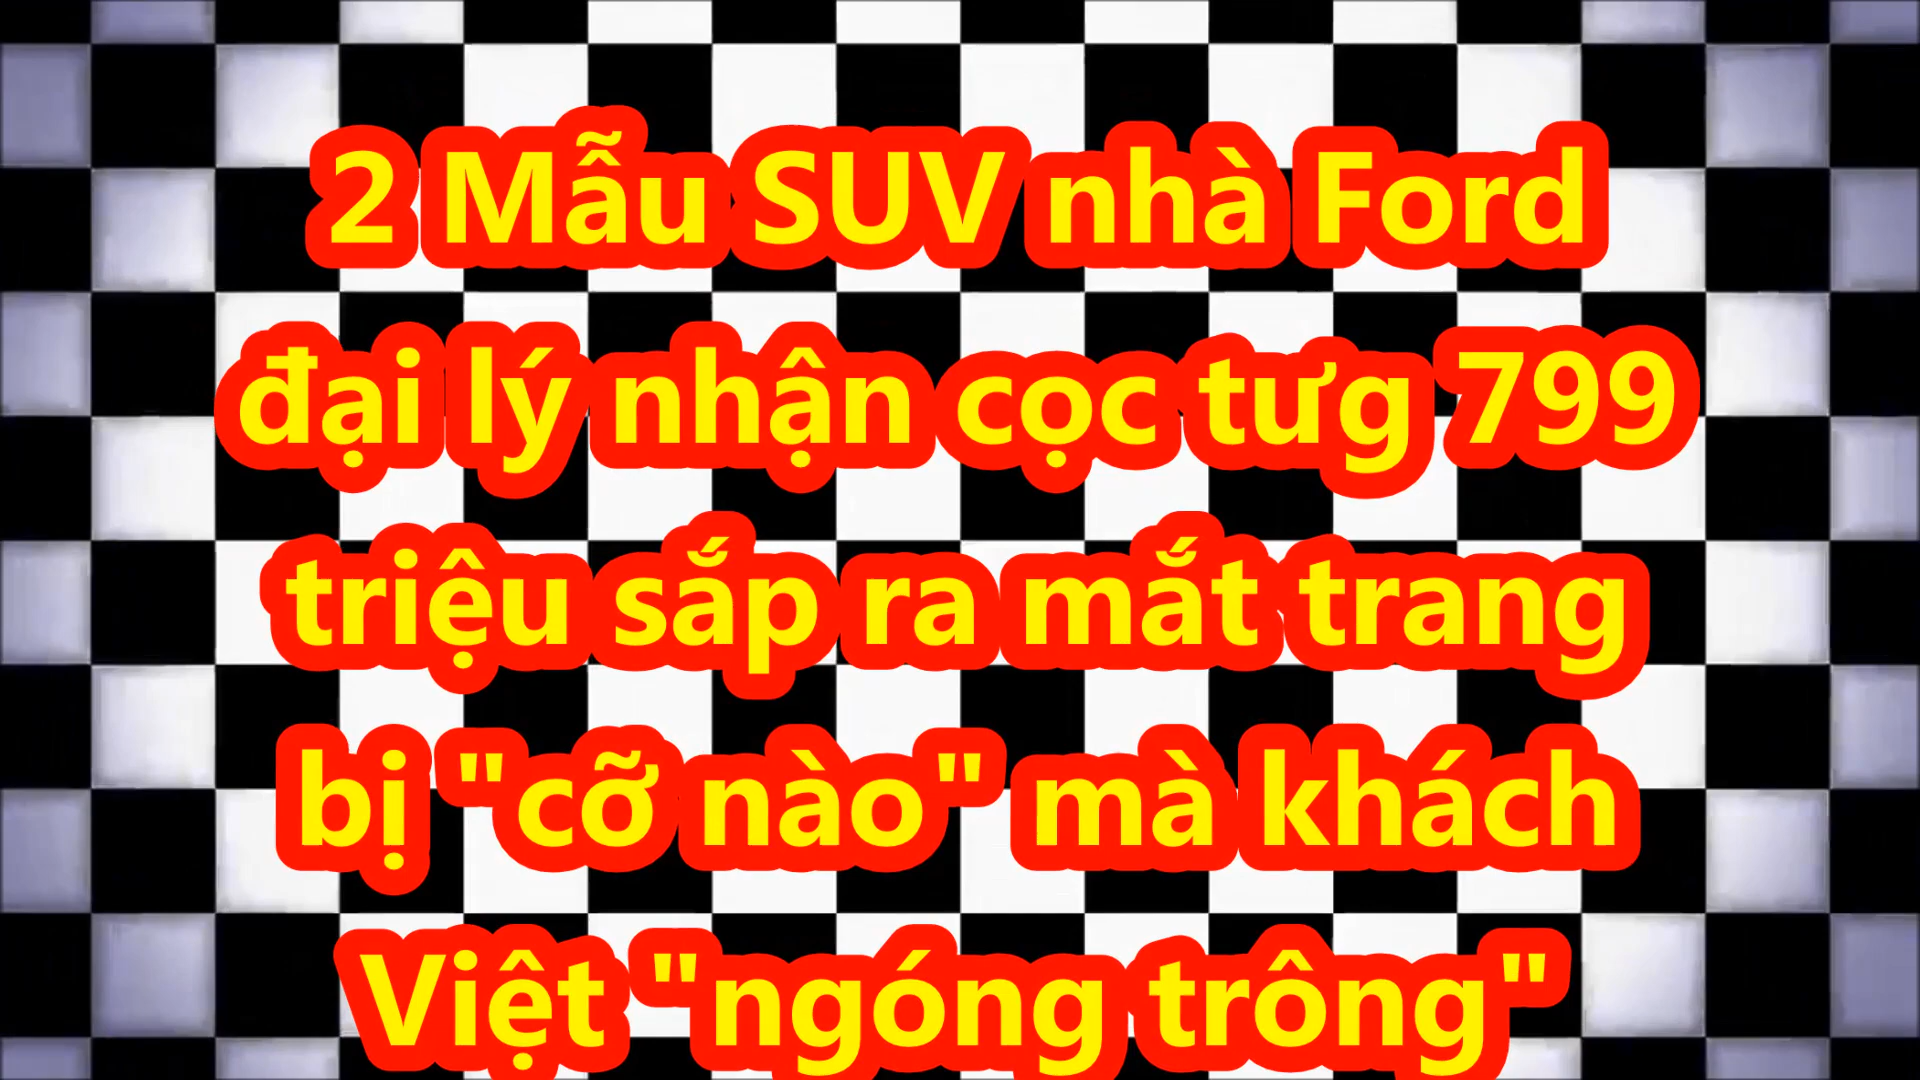 2 Mẫu SUV nhà Ford
đại lý nhận cọc tưg 799
triệu sắp ra mắt trang
bị "cỡ nào" mà khách
Việt "ngóng trông"